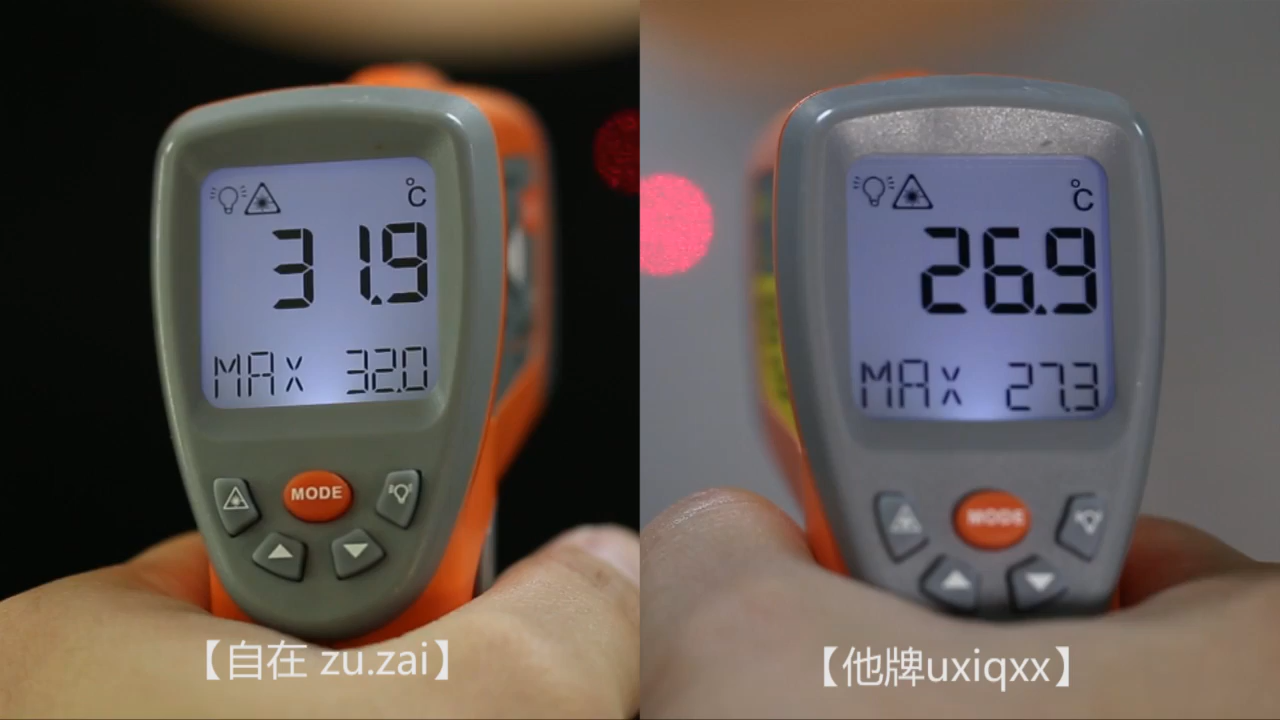 ℃
31.9
MAX 32.0
MODE
【自在 zu.zai】
℃
26.9
MAX 27.3
MODE
【他牌uxiqxx】